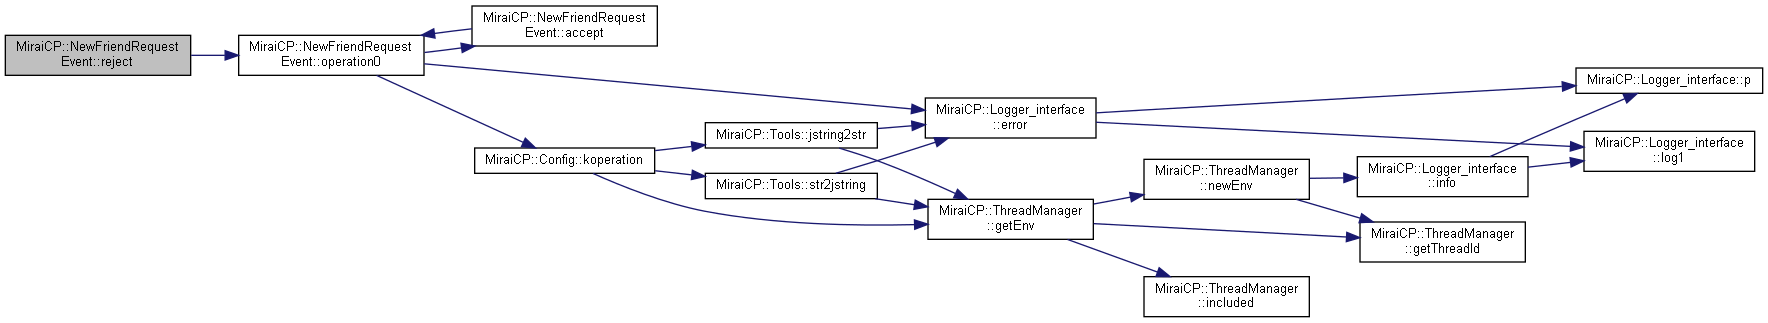 MiraiCP::NewFriendRequest
Event::reject
MiraiCP::NewFriendRequest
Event::operation0
MiraiCP::NewFriendRequest
Event::accept
MiraiCP::Config::koperation
MiraiCP::Tools::jstring2str
MiraiCP::Tools::str2jstring
MiraiCP::Logger_interface
::error
MiraiCP::ThreadManager
::getEnv
MiraiCP::ThreadManager
::newEnv
MiraiCP::ThreadManager
::included
MiraiCP::Logger_interface
::info
MiraiCP::ThreadManager
::getThreadId
MiraiCP::Logger_interface::p
MiraiCP::Logger_interface
::log1